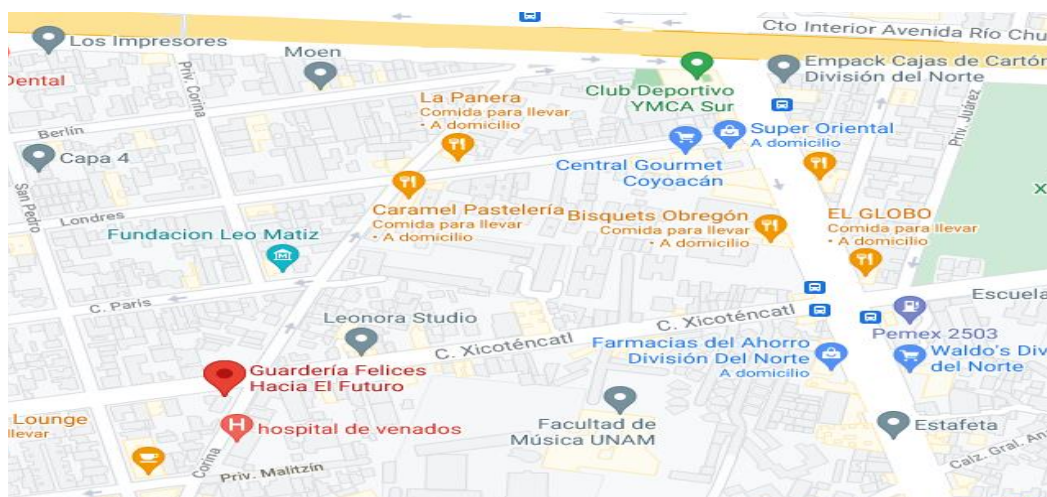 Cto Interior Avenida Río Chu
Los Impresores
Moen
Empack Cajas de Cartón
División del Norte
Dental
Priv. Corina
Club Deportivo
YMCA Sur
La Panera
Comida para llevar
· A domicilio
Priv. Juárez
Berlín
Super Oriental
A domicilio
Capa 4
Central Gourmet
Coyoacán
San Pedro
Londres
Caramel Pastelería
Comida para llevar
· A domicilio
Bisquets Obregón
Comida para llevar
· A domicilio
EL GLOBO
Comida para llevar
· A domicilio
X
Fundacion Leo Matiz
M
C. Paris
Escuela
Leonora Studio
C. Xicoténcatl
C. Xicoténcatl
Pemex 2503
Farmacias del Ahorro
División Del Norte
A domicilio
Waldo's Div
del Norte
Guardería Felices
Hacia El Futuro
Lounge
llevar
H
hospital de venados
Facultad de
Música UNAM
Estafeta
Corina
Priv. Malitzín
Calz. Gral. An